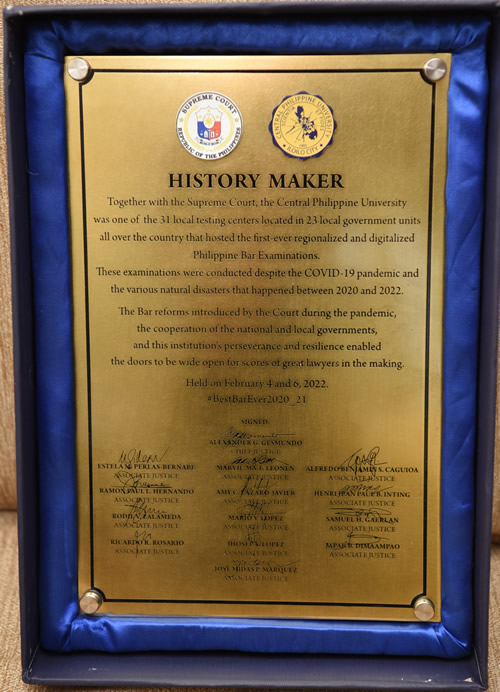 SUPREME COURT
REPUBLIC OF THE PHILIPPINES
CENTRAL PHILIPPINE UNIVERSITY
ILOILO CITY
HISTORY MAKER
Together with the Supreme Court, the Central Philippine University
was one of the 31 local testing centers located in 23 local government units
all over the country that hosted the first-ever regionalized and digitalized
Philippine Bar Examinations.
These examinations were conducted despite the COVID-19 pandemic and
the various natural disasters that happened between 2020 and 2022.
The Bar reforms introduced by the Court during the pandemic,
the cooperation of the national and local governments,
and this institution's perseverance and resilience enabled
the doors to be wide open for scores of great lawyers in the making.
Held on February 4 and 6, 2022.
#BestBarEver2020_21
SIGNED:
ALEXANDER G. GESMUNDO
CHIEF JUSTICE
ESTELA M. PERLAS-BERNABE MARVIC M.V.F. LEONEN ALFREDO BENJAMIN S. CAGUIOA
ASSOCIATE JUSTICE ASSOCIATE JUSTICE ASSOCIATE JUSTICE
RAMON PAUL L. HERNANDO AMY C. LAZARO JAVIER HENRI JEAN PAUL B. INTING
ASSOCIATE JUSTICE ASSOCIATE JUSTICE ASSOCIATE JUSTICE
RODIL V. ZALAMEDA MARIO V. LOPEZ SAMUEL H. GAERLAN
ASSOCIATE JUSTICE ASSOCIATE JUSTICE ASSOCIATE JUSTICE
RICARDO R. ROSARIO JHOSEP Y. LOPEZ JAPAR B. DIMAAMPAO
ASSOCIATE JUSTICE ASSOCIATE JUSTICE ASSOCIATE JUSTICE
JOSE MIDAS P. MARQUEZ
ASSOCIATE JUSTICE